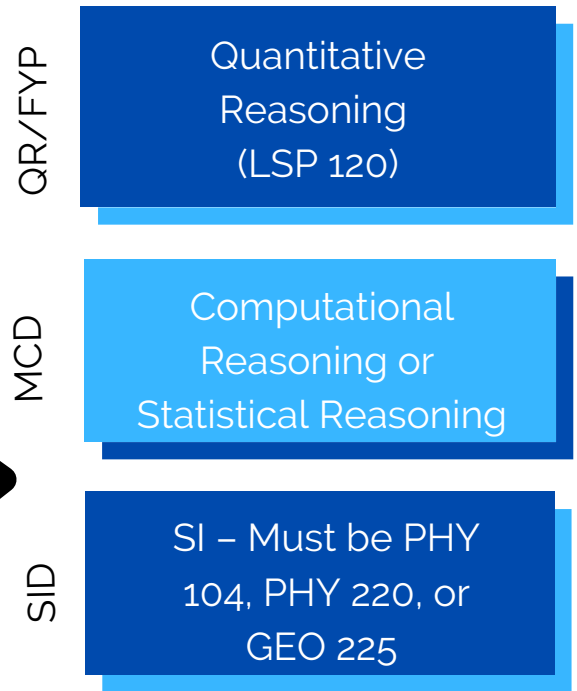 QR/FYP
Quantitative
Reasoning
(LSP 120)
MCD
Computational
Reasoning or
Statistical Reasoning
SID
SI – Must be PHY
104, PHY 220, or
GEO 225